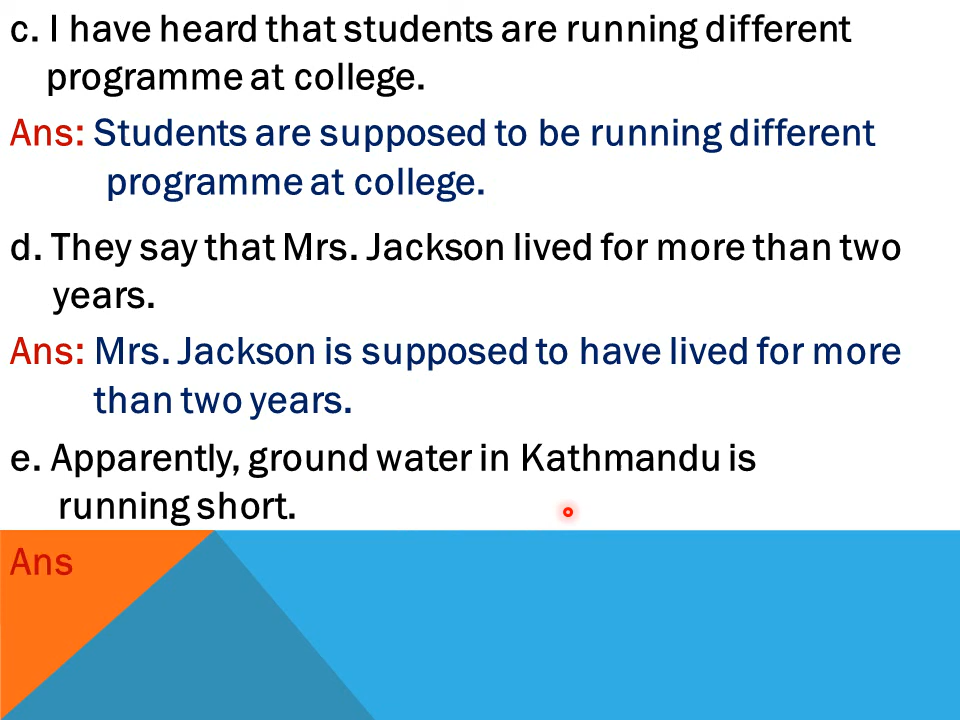 c. I have heard that students are running different
programme at college.
Ans: Students are supposed to be running different
programme at college.
d. They say that Mrs. Jackson lived for more than two
years.
Ans: Mrs. Jackson is supposed to have lived for more
than two years.
e. Apparently, ground water in Kathmandu is
running short.
Ans